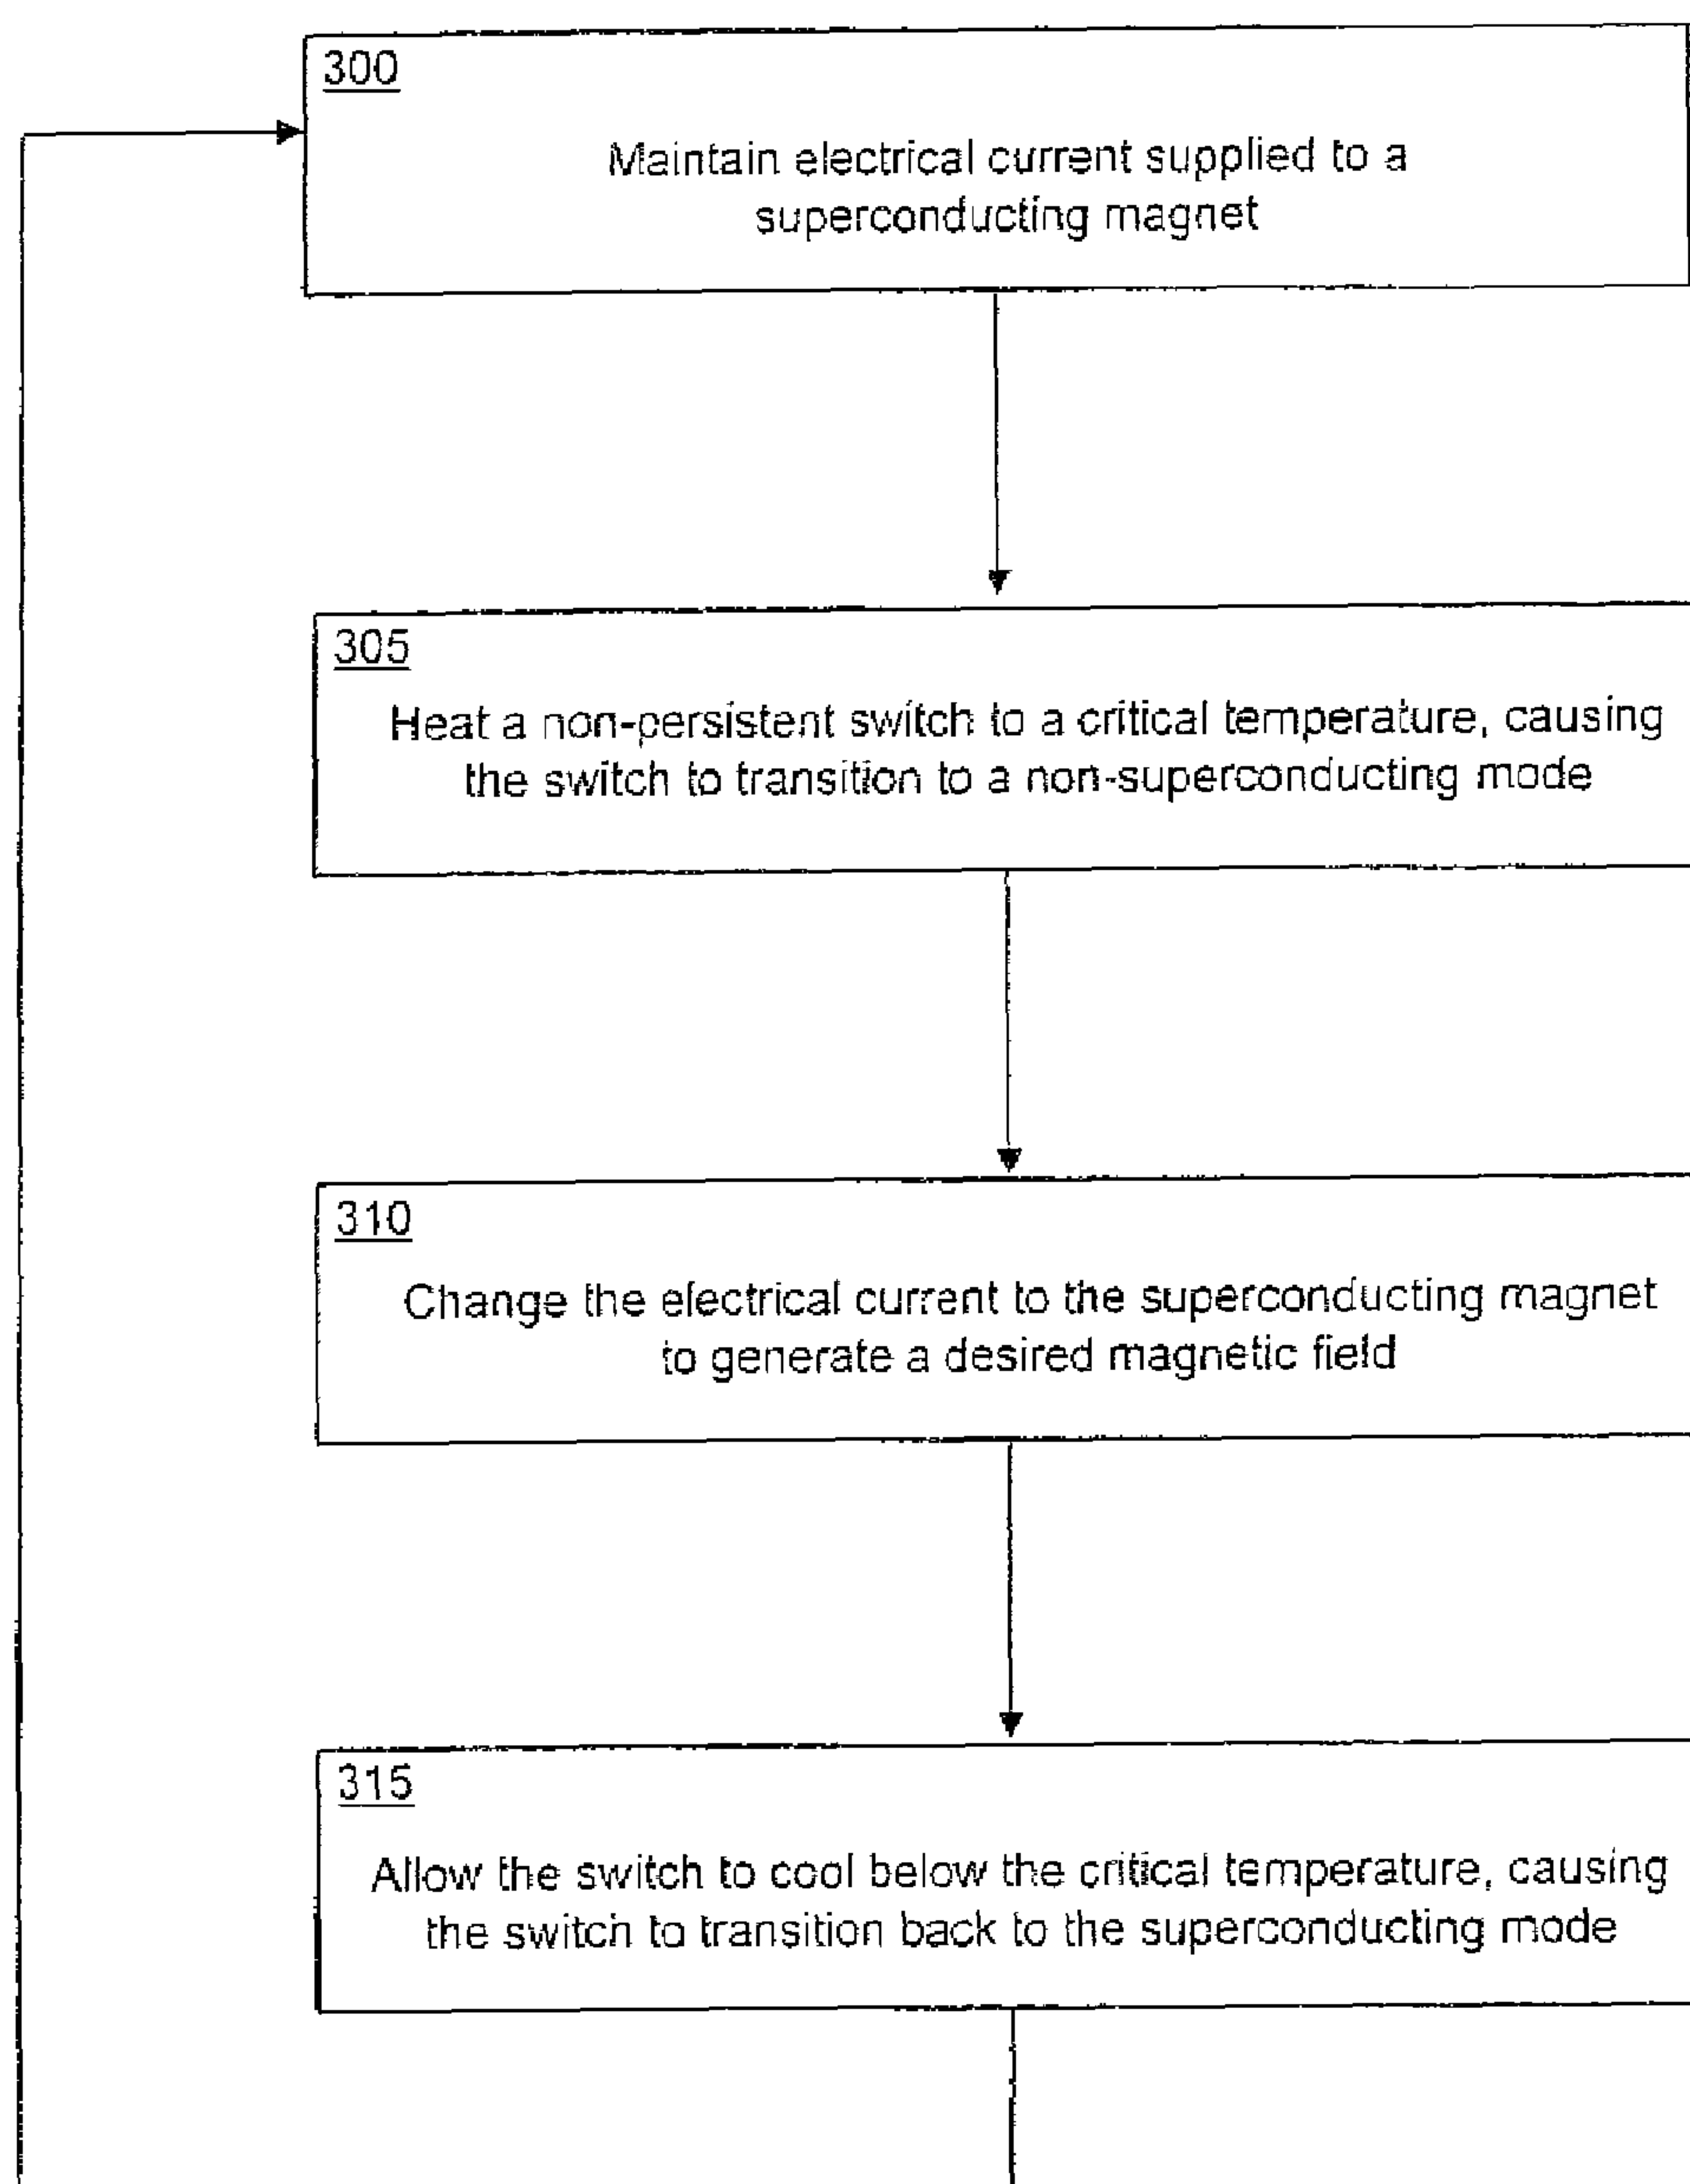 300
Maintain electrical current supplied to a
superconducting magnet
305
Heat a non-persistent switch to a critical temperature, causing
the switch to transition to a non-superconducting mode
310
Change the electrical current to the superconducting magnet
to generate a desired magnetic field
315
Allow the switch to cool below the critical temperature, causing
the switch to transition back to the superconducting mode